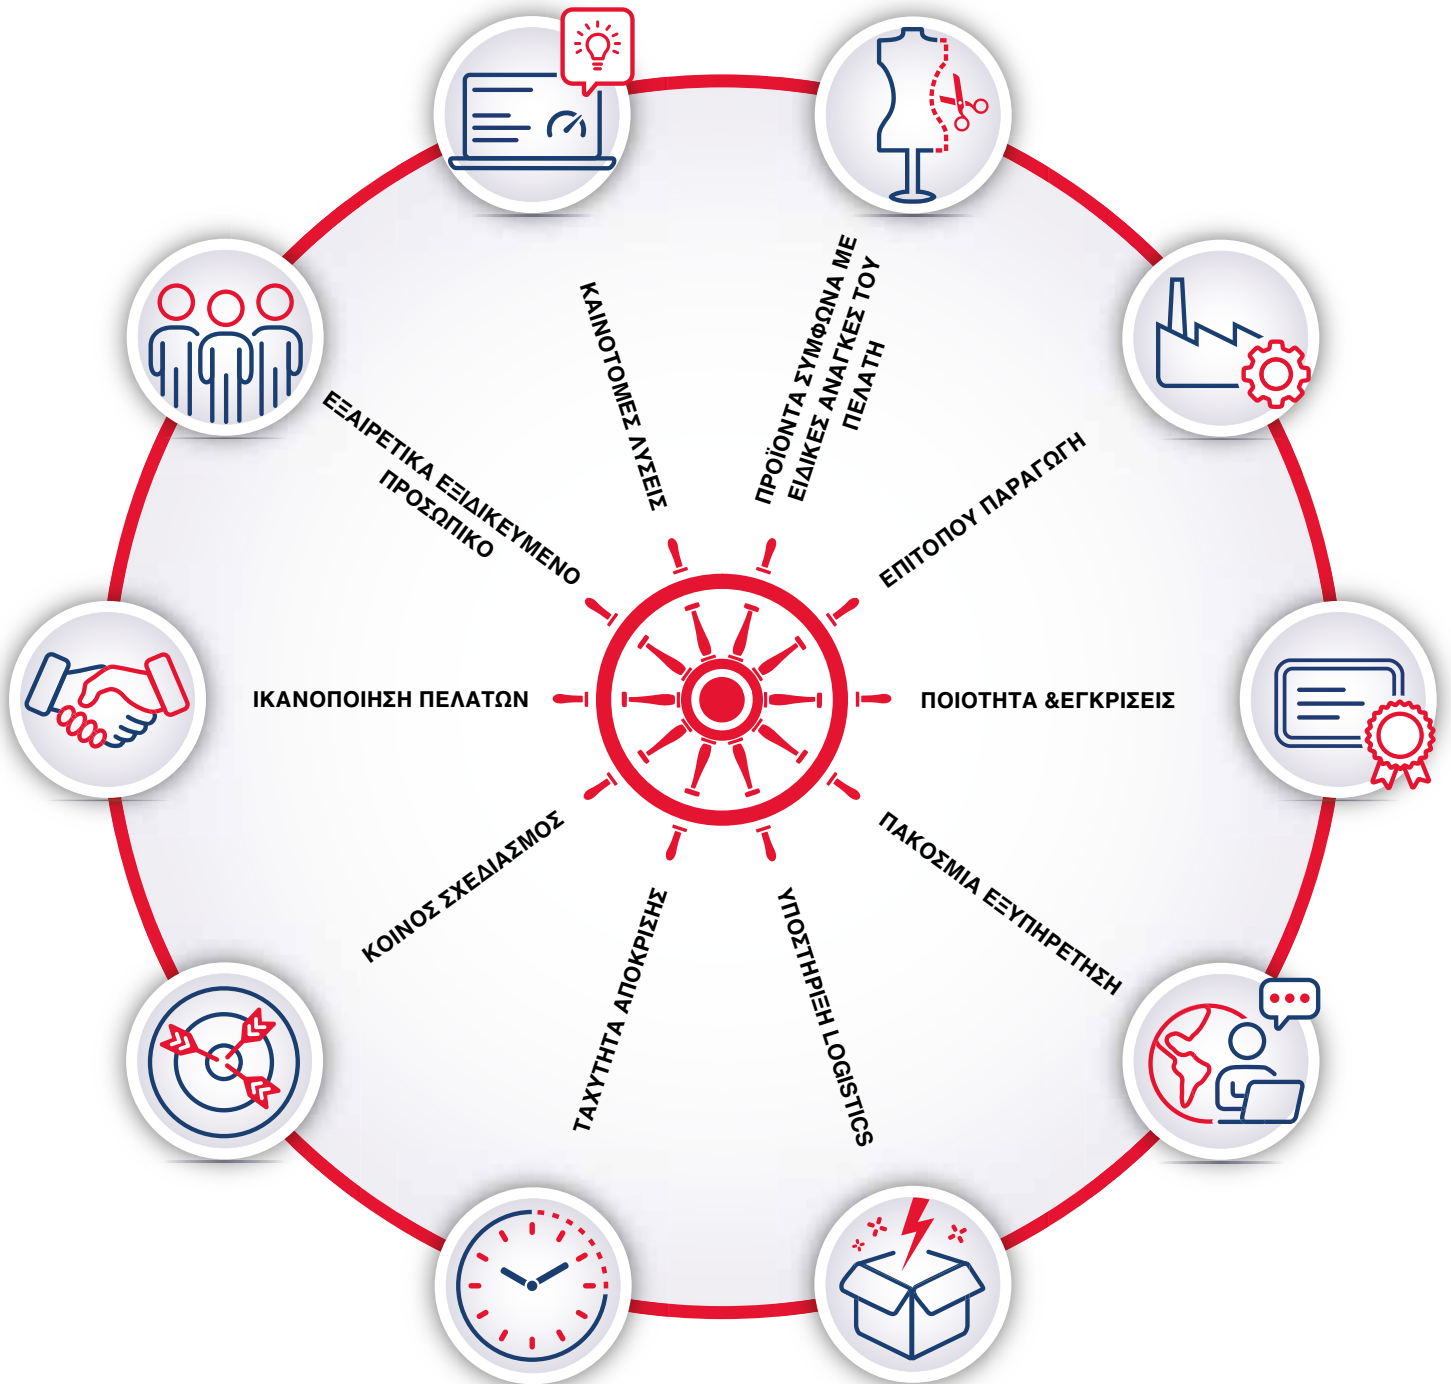 ΚΑΙΝΟΤΟΜΕΣ ΛΥΣΕΙΣ
ΠΡΟΪΟΝΤΑ ΣΥΜΦΩΝΑ ΜΕ
ΕΙΔΙΚΕΣ ΑΝΑΓΚΕΣ ΤΟΥ
ΠΕΛΑΤΗ
ΕΠΙΤΟΠΟΥ ΠΑΡΑΓΩΓΗ
ΠΟΙΟΤΗΤΑ &ΕΓΚΡΙΣΕΙΣ
ΠΑΚΟΣΜΙΑ ΕΞΥΠΗΡΕΤΗΣΗ
ΥΠΟΣΤΗΡΙΞΗ LOGISTICS
ΤΑΧΥΤΗΤΑ ΑΠΟΚΡΙΣΗΣ
ΚΟΙΝΟΣ ΣΧΕΔΙΑΣΜΟΣ
ΙΚΑΝΟΠΟΙΗΣΗ ΠΕΛΑΤΩΝ
ΕΞΑΙΡΕΤΙΚΑ ΕΞΙΔΙΚΕΥΜΕΝΟ
ΠΡΟΣΩΠΙΚΟ